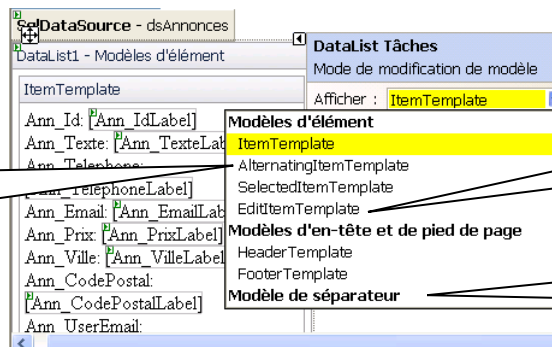 SqlDataSource - dsAnnonces
DataList1 - Modèles d'élément
ItemTemplate
Ann_Id: [Ann_IdLabel]
Ann_Texte: [Ann_TexteLab
Ann_Telephone:
[Ann_TelephoneLabel]
Ann_Email: [Ann_EmailLab
Ann_Prix: [Ann_PrixLabel]
Ann_Ville: [Ann_VilleLabel
Ann_CodePostal:
[Ann_CodePostalLabel]
Ann_UserEmail:
DataList Tâches
Mode de modification de modèle
Afficher : ItemTemplate
Modèles d'élément
ItemTemplate
AlternatingItemTemplate
SelectedItemTemplate
EditItemTemplate
Modèles d'en-tête et de pied de page
HeaderTemplate
FooterTemplate
Modèle de séparateur